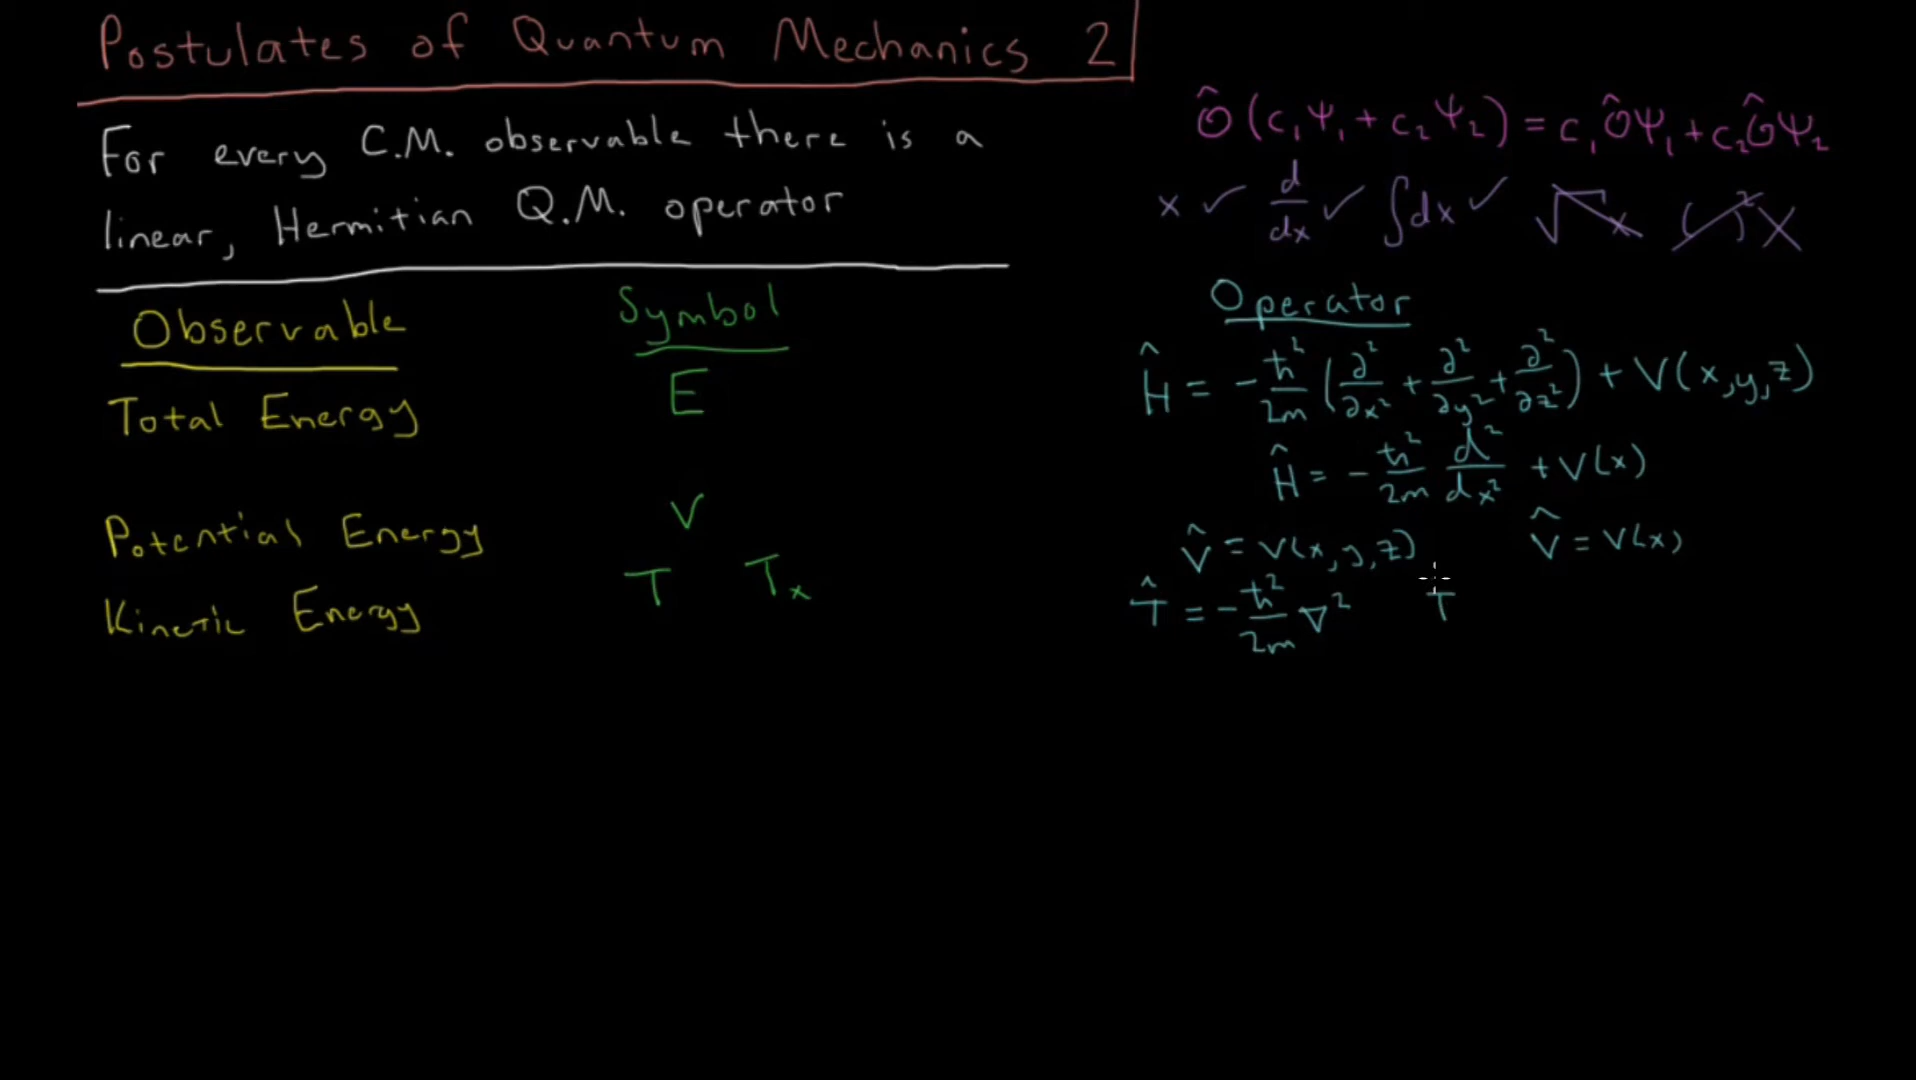 Postulates of Quantum Mechanics 2
For every C.M. observable there is a
linear, Hermitian Q.M. operator
Ô(c₁Ψ₁ + c₂Ψ₂) = c₁ÔΨ₁ + c₂ÔΨ₂
x ✓ d/dx ✓ ∫dx ✓ √ x ( )² X
Observable Symbol Operator
Total Energy E Ĥ = -ħ²/2m (∂²/∂x² + ∂²/∂y² + ∂²/∂z²) + V(x,y,z)
Ĥ = -ħ²/2m d²/dx² + V(x)
Potential Energy V V̂ = V(x,y,z) V̂ = V(x)
Kinetic Energy T Tₓ T̂ = -ħ²/2m ∇² T